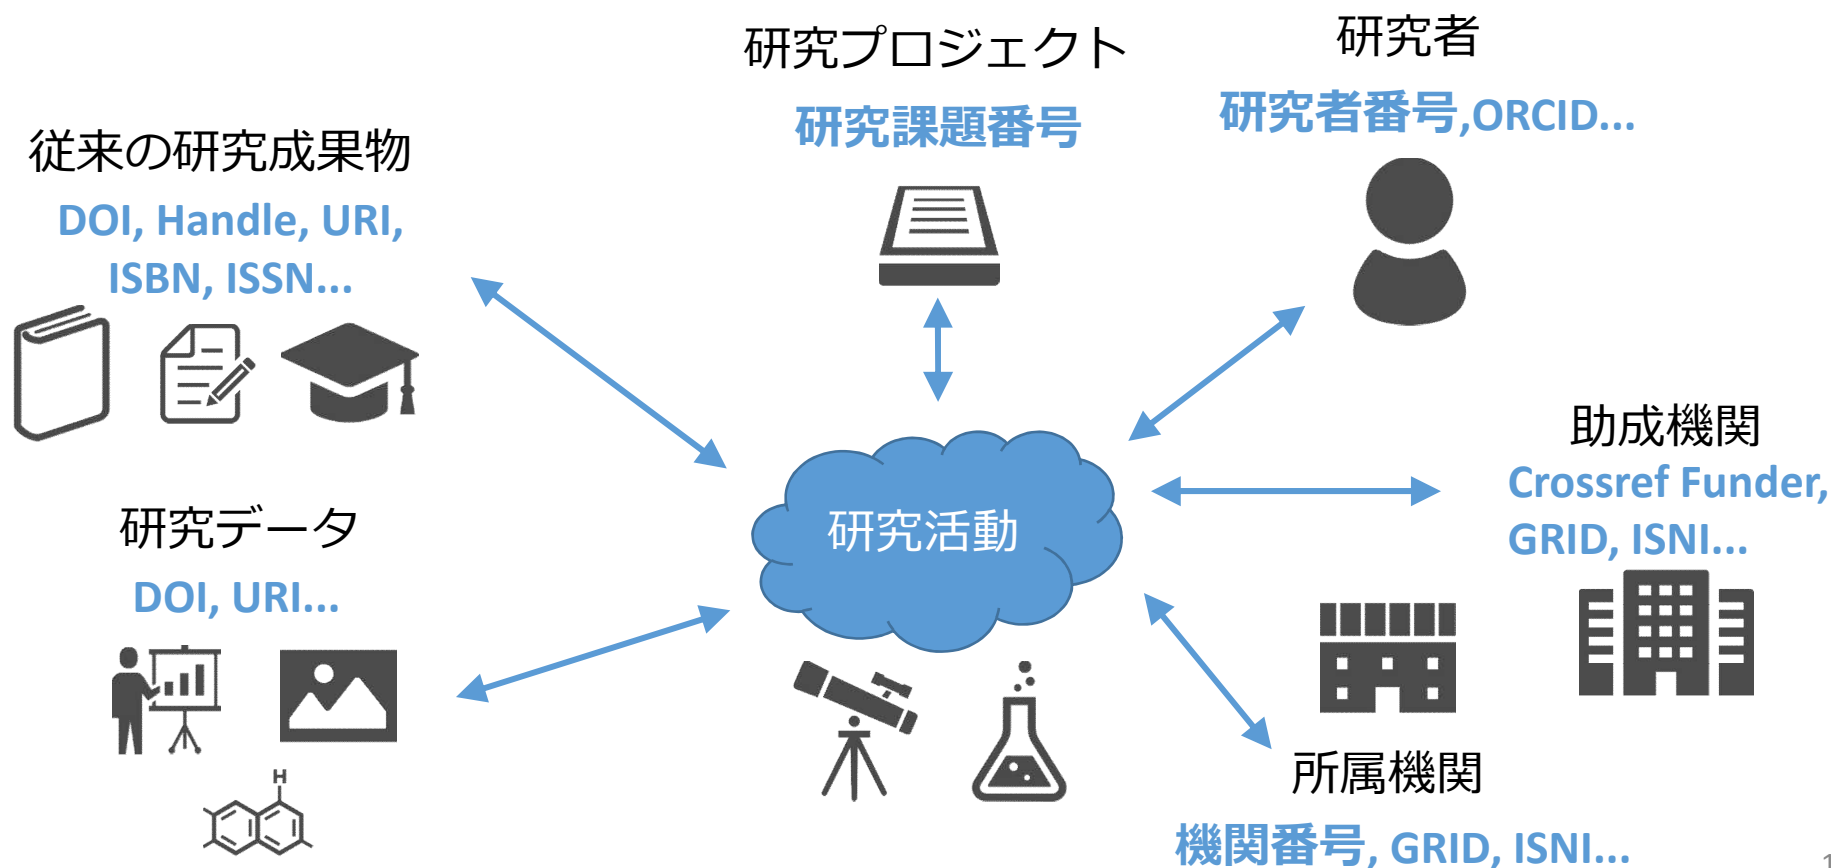 研究プロジェクト
研究課題番号
研究者
研究者番号,ORCID...
従来の研究成果物
DOI, Handle, URI,
ISBN, ISSN...
助成機関
Crossref Funder,
GRID, ISNI...
研究データ
DOI, URI...
研究活動
H
所属機関
機関番号, GRID, ISNI...